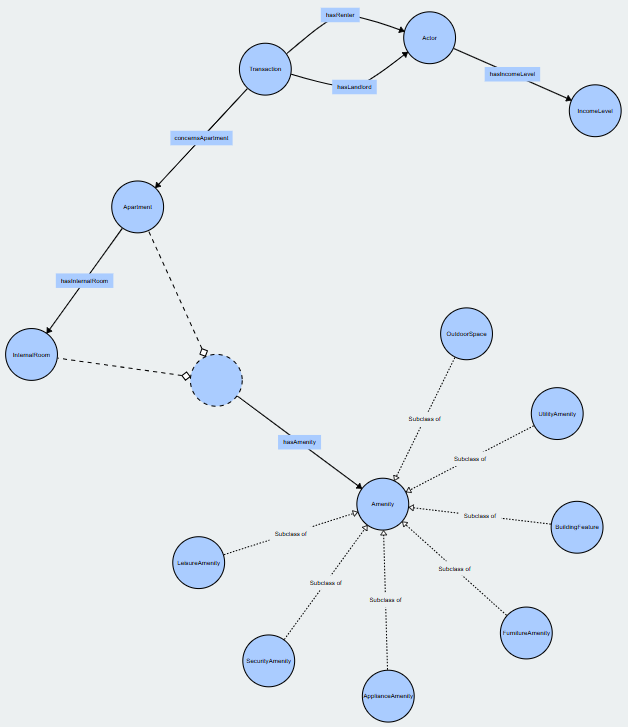 hasRenter
Actor
Transaction
hasIncomeLevel
hasLandlord
IncomeLevel
concernsApartment
Apartment
hasInternalRoom
OutdoorSpace
InternalRoom
UtilityAmenity
Subclass of
hasAmenity
Subclass of
Amenity
Subclass of
BuildingFeature
Subclass of
LeisureAmenity
Subclass of
Subclass of
Subclass of
FurnitureAmenity
SecurityAmenity
ApplianceAmenity